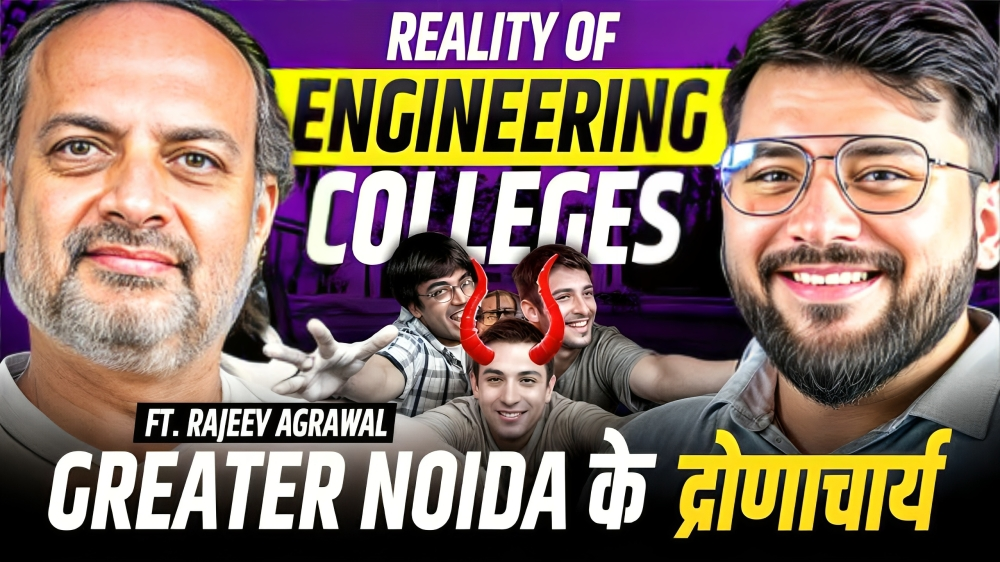 REALITY OF
ENGINEERING
COLLEGES
FT. RAJEEV AGRAWAL
GREATER NOIDA के द्रोणाचार्य